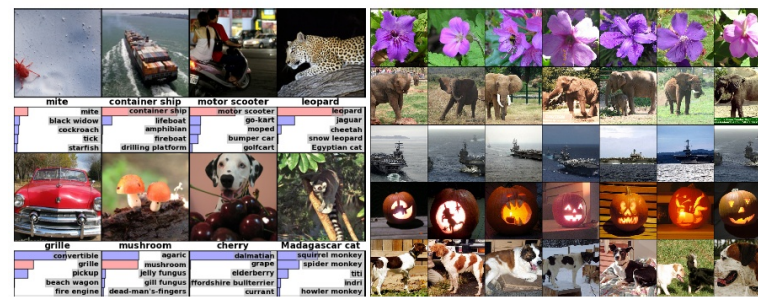 mite container ship motor scooter leopard
mite container ship motor scooter leopard
black widow lifeboat go-kart jaguar
cockroach amphibian moped cheetah
tick fireboat bumper car snow leopard
starfish drilling platform golfcart Egyptian cat
grille mushroom cherry Madagascar cat
convertible agaric dalmatian squirrel monkey
grille mushroom grape spider monkey
pickup jelly fungus elderberry titi
beach wagon gill fungus ffordshire bullterrier indri
fire engine dead-man's-fingers currant howler monkey